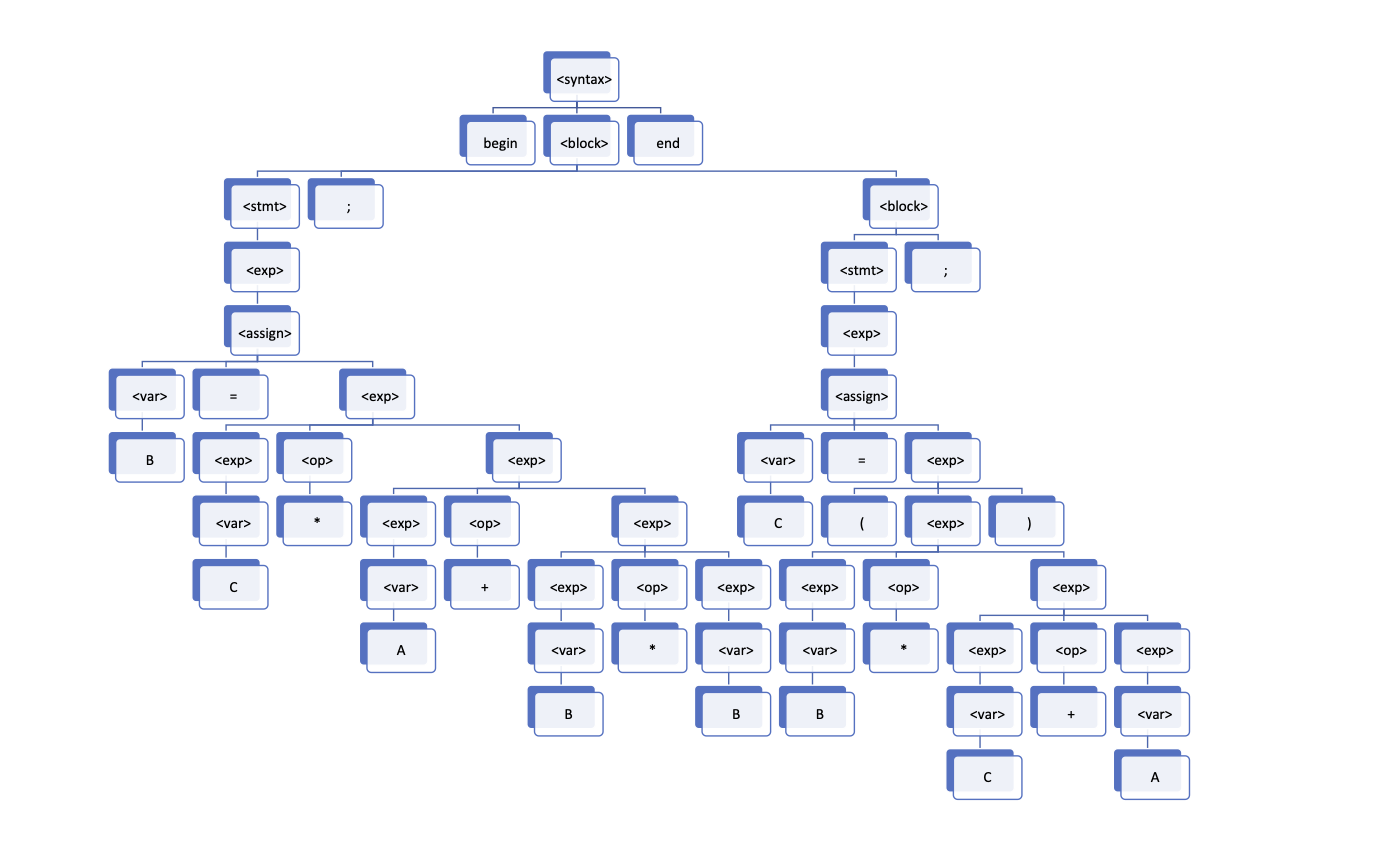 <syntax>
begin <block> end
<stmt> ; <block>
<exp> <stmt> ;
<assign> <exp>
<var> = <exp> <assign>
B <exp> <op> <exp> <var> = <exp>
<var> * <exp> <op> <exp> C ( <exp> )
C <var> + <exp> <op> <exp> <exp> <op> <exp>
A <var> * <var> <var> * <exp> <op> <exp>
B B B <var> + <var>
C A